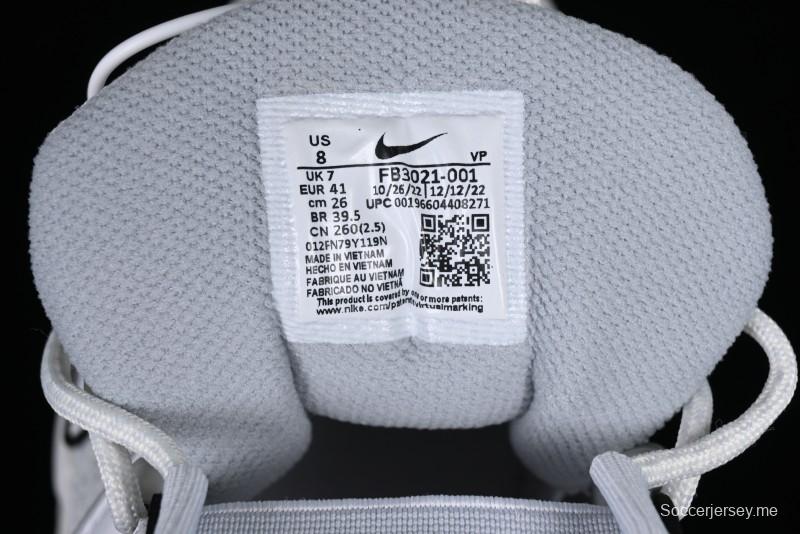 US
8
VP
UK 7 FB3021-001
EUR 41 10/26/22 12/12/22
cm 26 UPC 00196604408271
BR 39.5
CN 260(2.5)
012FN79Y119N
MADE IN VIETNAM
HECHO EN VIETNAM
FABRIQUE AU VIETNAM
FABRICADO NO VIETNÃ
This product is covered by one or more patents:
www.nike.com/patents/virtualmarking
Soccerjersey.me